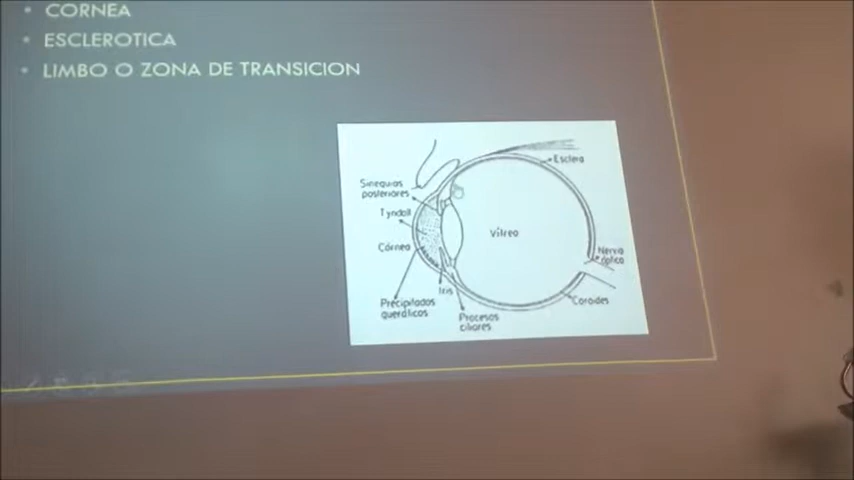 • CORNEA
• ESCLEROTICA
• LIMBO O ZONA DE TRANSICION
Esclera
Sinequias
posteriores
Tyndall
Vítreo
Córnea
Nervio
óptico
Iris
Precipitados
queráticos
Coroides
Procesos
ciliares